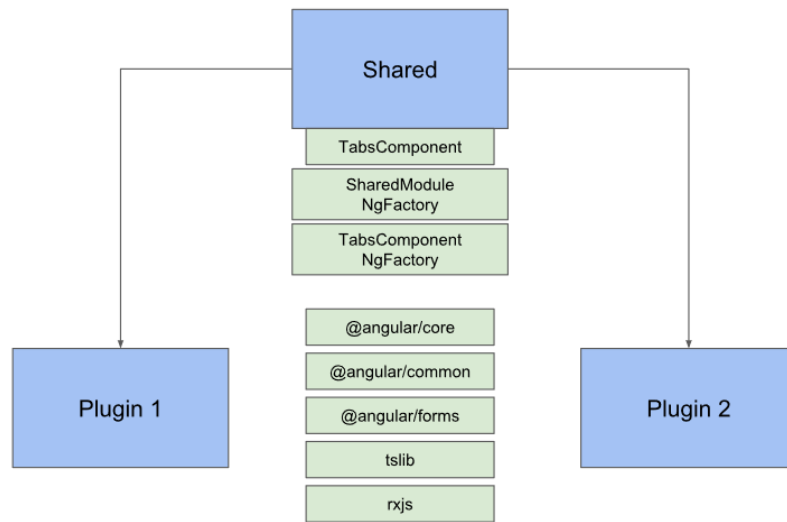 Shared
TabsComponent
SharedModule
NgFactory
TabsComponent
NgFactory
@angular/core
@angular/common
@angular/forms
tslib
rxjs
Plugin 1
Plugin 2